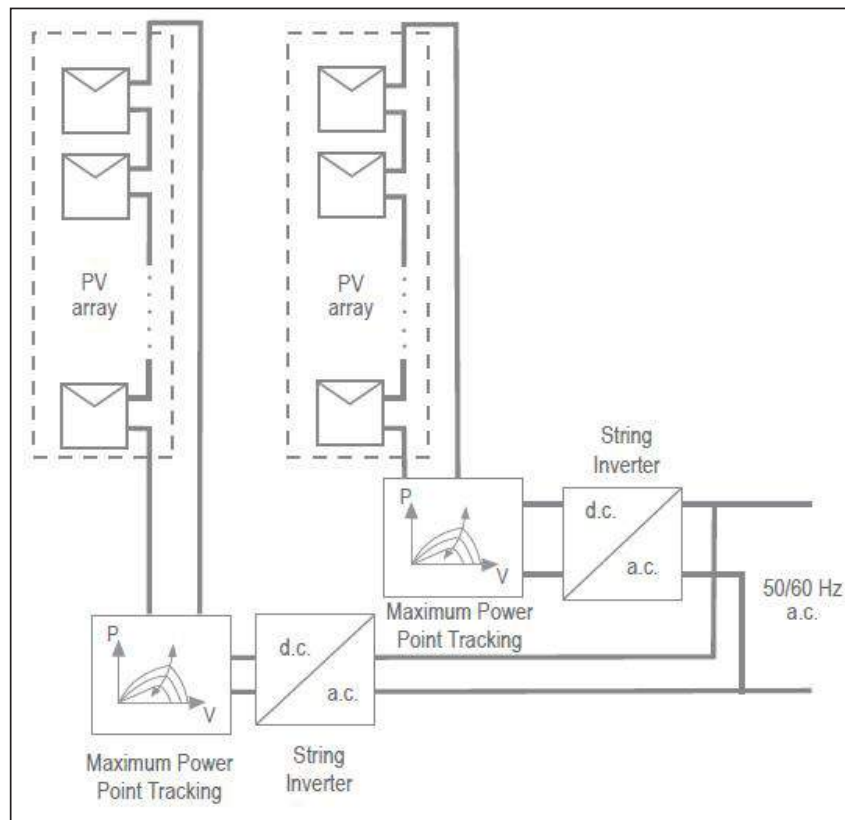 PV
array
PV
array
String
Inverter
P
V
d.c.
a.c.
50/60 Hz
a.c.
Maximum Power
Point Tracking
P
V
d.c.
a.c.
Maximum Power
Point Tracking
String
Inverter